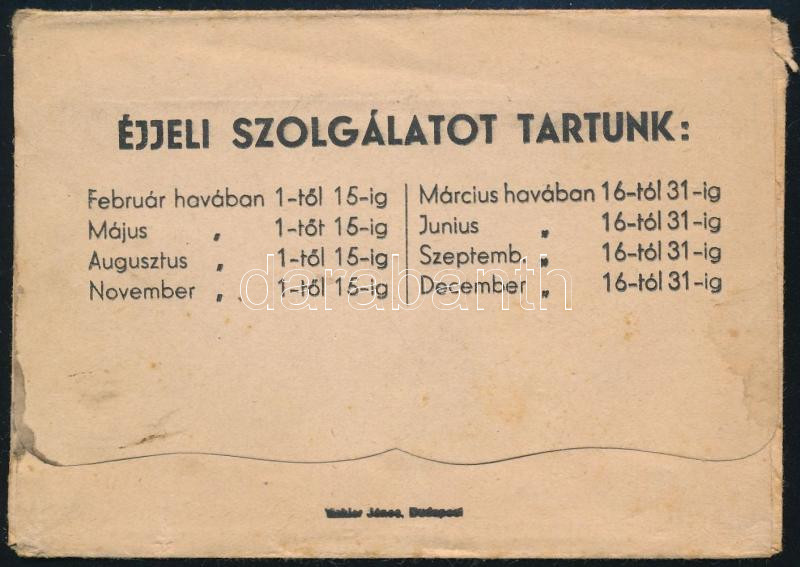 ÉJJELI SZOLGÁLATOT TARTUNK:
Február havában 1-től 15-ig
Május „ 1-től 15-ig
Augusztus „ 1-től 15-ig
November „ 1-től 15-ig
Március havában 16-tól 31-ig
Junius „ 16-tól 31-ig
Szeptemb. „ 16-tól 31-ig
December „ 16-tól 31-ig
darabanth
János, Budapest